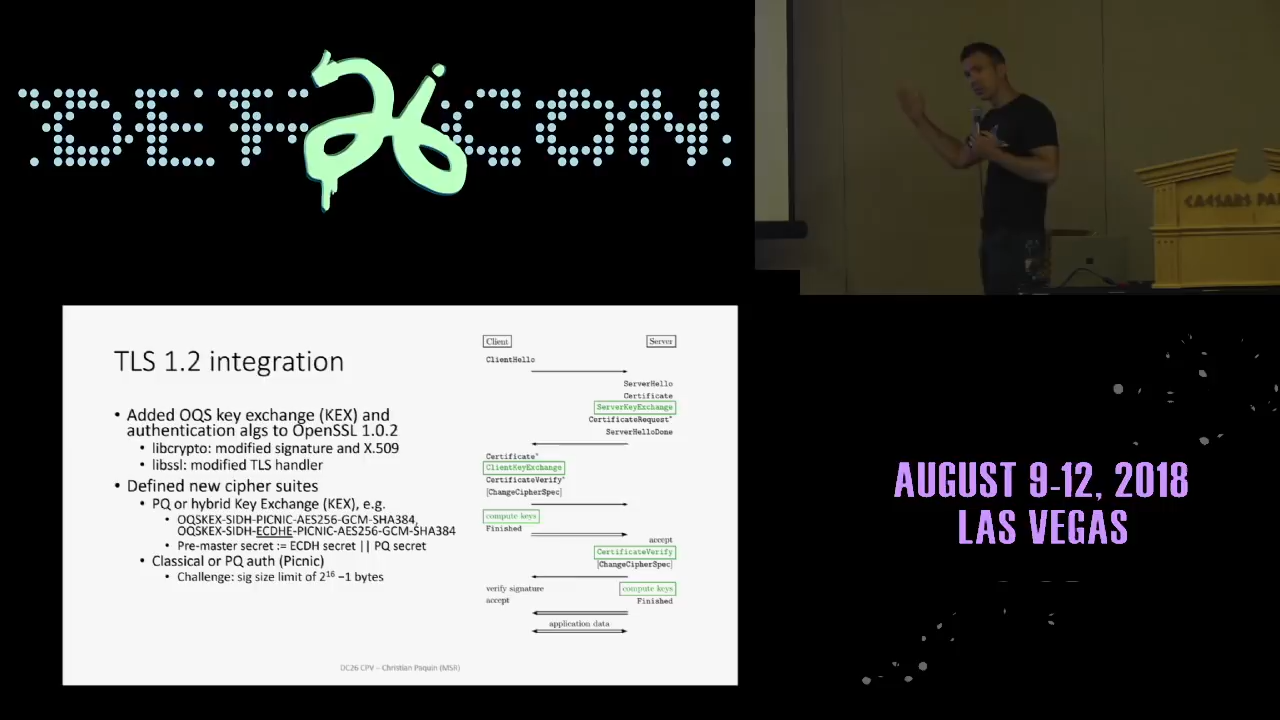 DEF CON
26
CAESARS PA
TLS 1.2 integration
• Added OQS key exchange (KEX) and
authentication algs to OpenSSL 1.0.2
• libcrypto: modified signature and X.509
• libssl: modified TLS handler
• Defined new cipher suites
• PQ or hybrid Key Exchange (KEX), e.g.
• OQSKEX-SIDH-PICNIC-AES256-GCM-SHA384,
OQSKEX-SIDH-ECDHE-PICNIC-AES256-GCM-SHA384
• Pre-master secret := ECDH secret || PQ secret
• Classical or PQ auth (Picnic)
• Challenge: sig size limit of 2¹⁶ −1 bytes
Client
Server
ClientHello
ServerHello
Certificate
ServerKeyExchange
CertificateRequest*
ServerHelloDone
Certificate*
ClientKeyExchange
CertificateVerify*
[ChangeCipherSpec]
compute keys
Finished
accept
CertificateVerify
[ChangeCipherSpec]
verify signature
compute keys
accept
Finished
application data
DC26 CPV – Christian Paquin (MSR)
AUGUST 9-12, 2018
LAS VEGAS